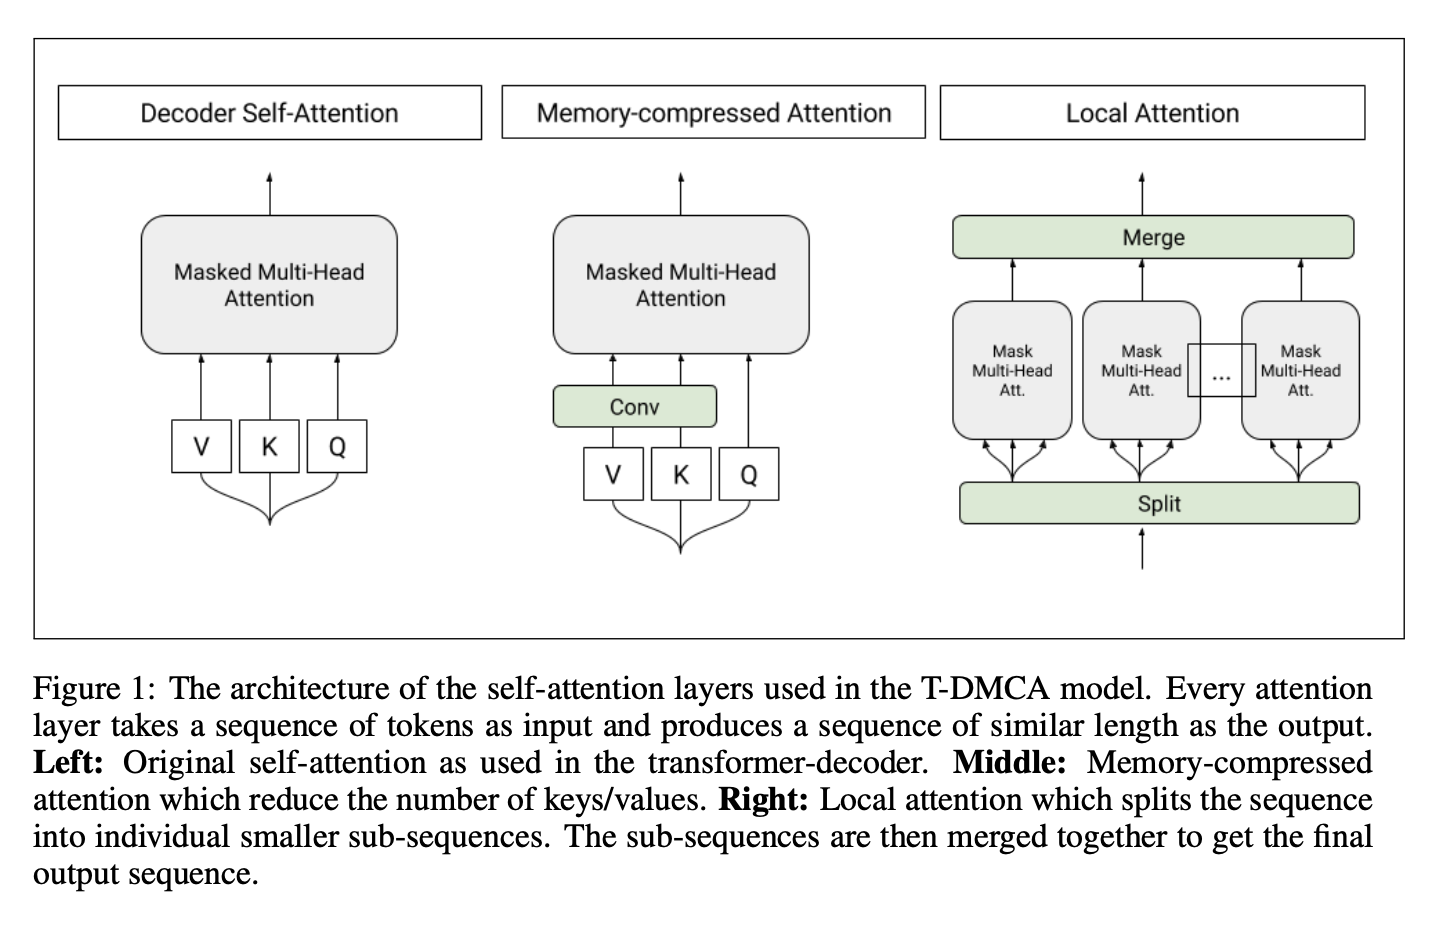 Decoder Self-Attention
Memory-compressed Attention
Local Attention
Masked Multi-Head
Attention
V K Q
Masked Multi-Head
Attention
Conv
V K Q
Merge
Mask
Multi-Head
Att.
Mask
Multi-Head
Att.
...
Mask
Multi-Head
Att.
Split
Figure 1: The architecture of the self-attention layers used in the T-DMCA model. Every attention
layer takes a sequence of tokens as input and produces a sequence of similar length as the output.
Left: Original self-attention as used in the transformer-decoder. Middle: Memory-compressed
attention which reduce the number of keys/values. Right: Local attention which splits the sequence
into individual smaller sub-sequences. The sub-sequences are then merged together to get the final
output sequence.